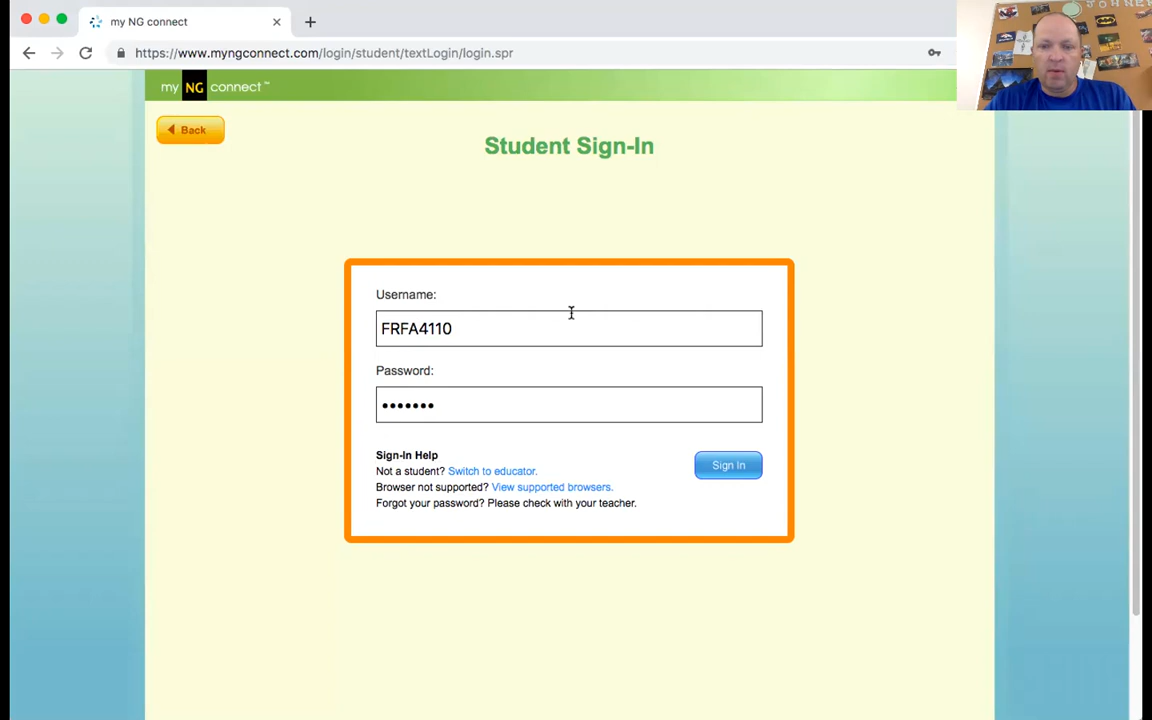 my NG connect
https://www.myngconnect.com/login/student/textLogin/login.spr
my NG connect™
Back
Student Sign-In
Username:
FRFA4110
Password:
•••••••
Sign-In Help
Not a student? Switch to educator.
Sign In
Browser not supported? View supported browsers.
Forgot your password? Please check with your teacher.